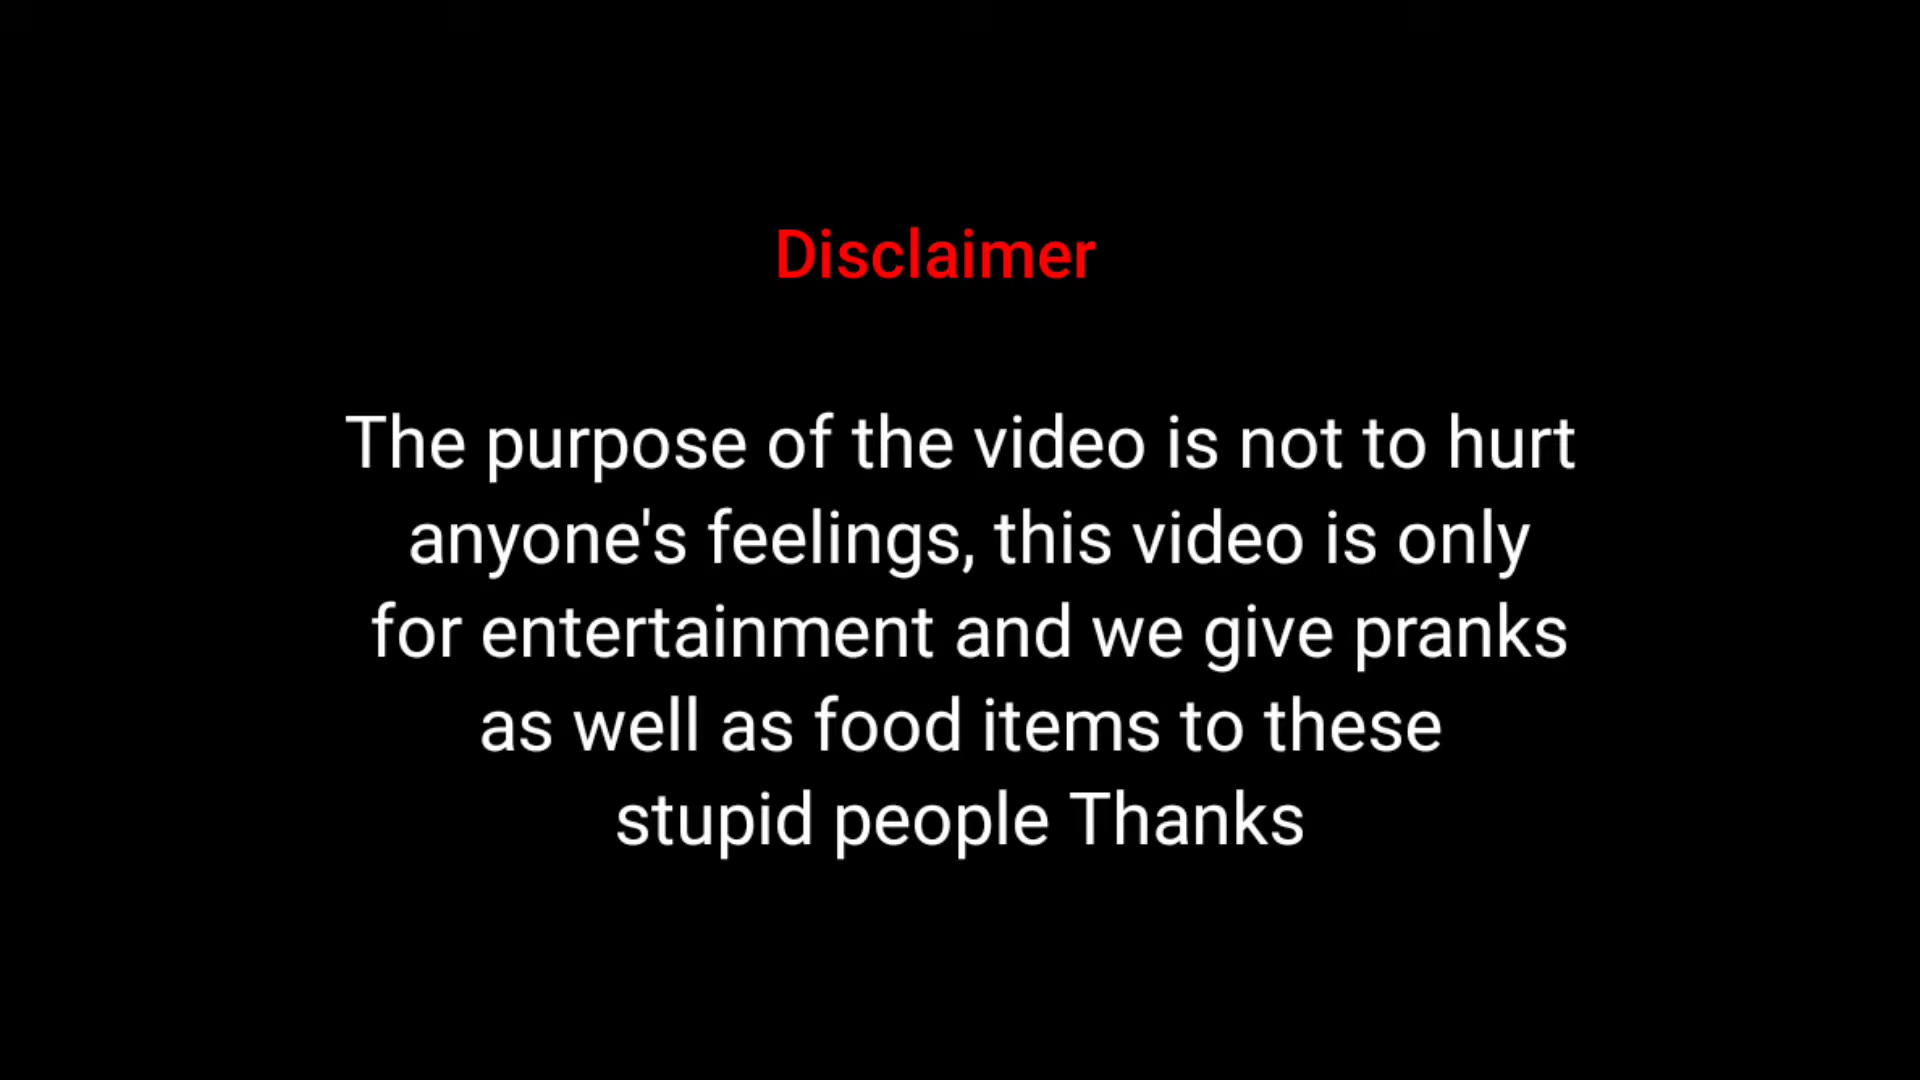 Disclaimer
The purpose of the video is not to hurt
anyone's feelings, this video is only
for entertainment and we give pranks
as well as food items to these
stupid people Thanks